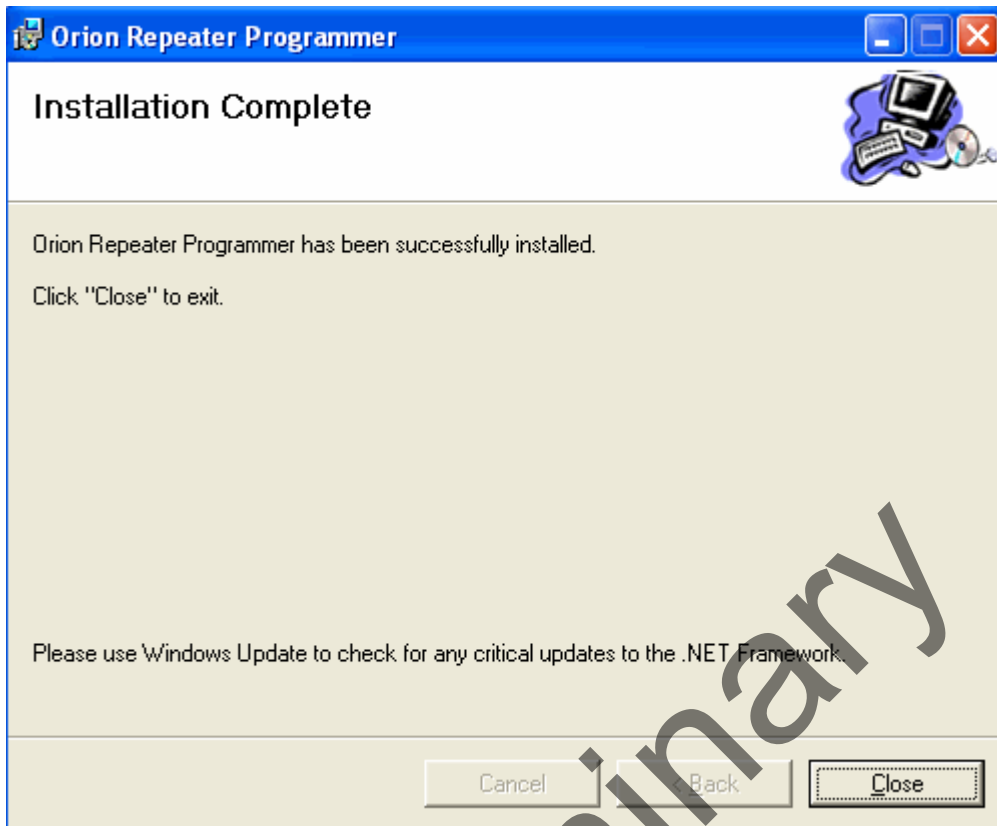 Orion Repeater Programmer
Installation Complete
Orion Repeater Programmer has been successfully installed.
Click "Close" to exit.
Please use Windows Update to check for any critical updates to the .NET Framework.
Cancel
< Back
Close
inary